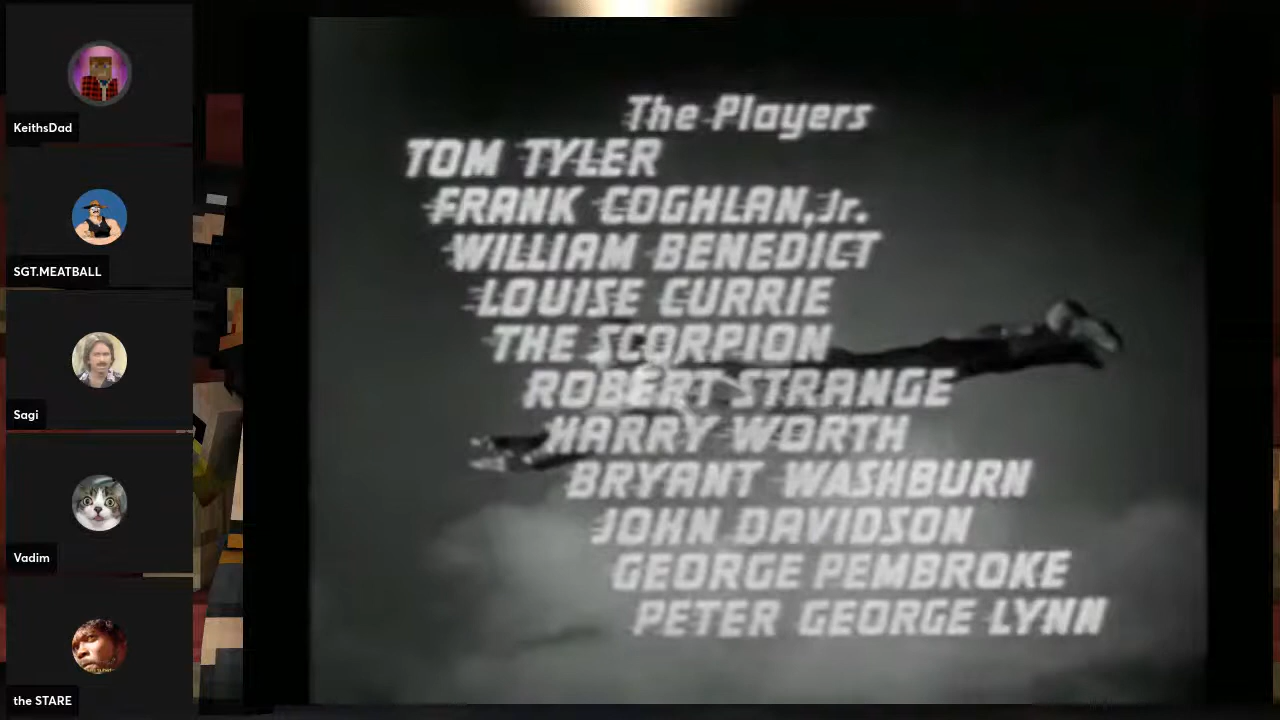 KeithsDad
SGT.MEATBALL
Sagi
Vadim
the STARE
The Players
TOM TYLER
FRANK COGHLAN, Jr.
WILLIAM BENEDICT
LOUISE CURRIE
THE SCORPION
ROBERT STRANGE
HARRY WORTH
BRYANT WASHBURN
JOHN DAVIDSON
GEORGE PEMBROKE
PETER GEORGE LYNN